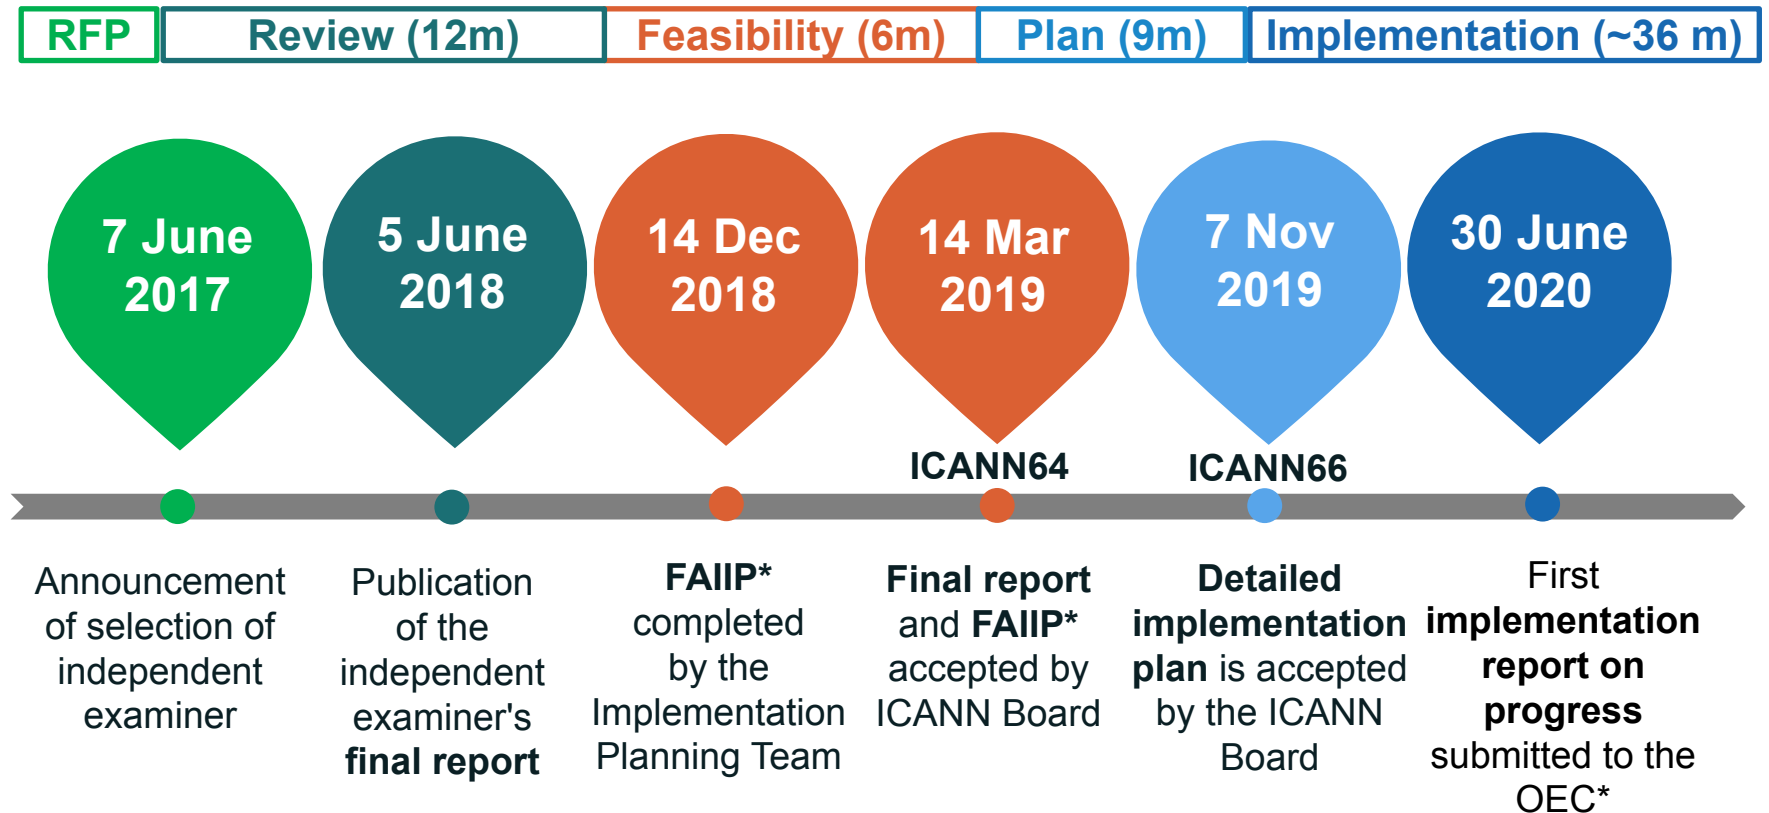 RFP
Review (12m)
Feasibility (6m)
Plan (9m)
Implementation (~36 m)
7 June
2017
5 June
2018
14 Dec
2018
14 Mar
2019
7 Nov
2019
30 June
2020
ICANN64
ICANN66
Announcement
of selection of
independent
examiner
Publication
of the
independent
examiner's
final report
FAIIP*
completed
by the
Implementation
Planning Team
Final report
and FAIIP*
accepted by
ICANN Board
Detailed
implementation
plan is accepted
by the ICANN
Board
First
implementation
report on
progress
submitted to the
OEC*